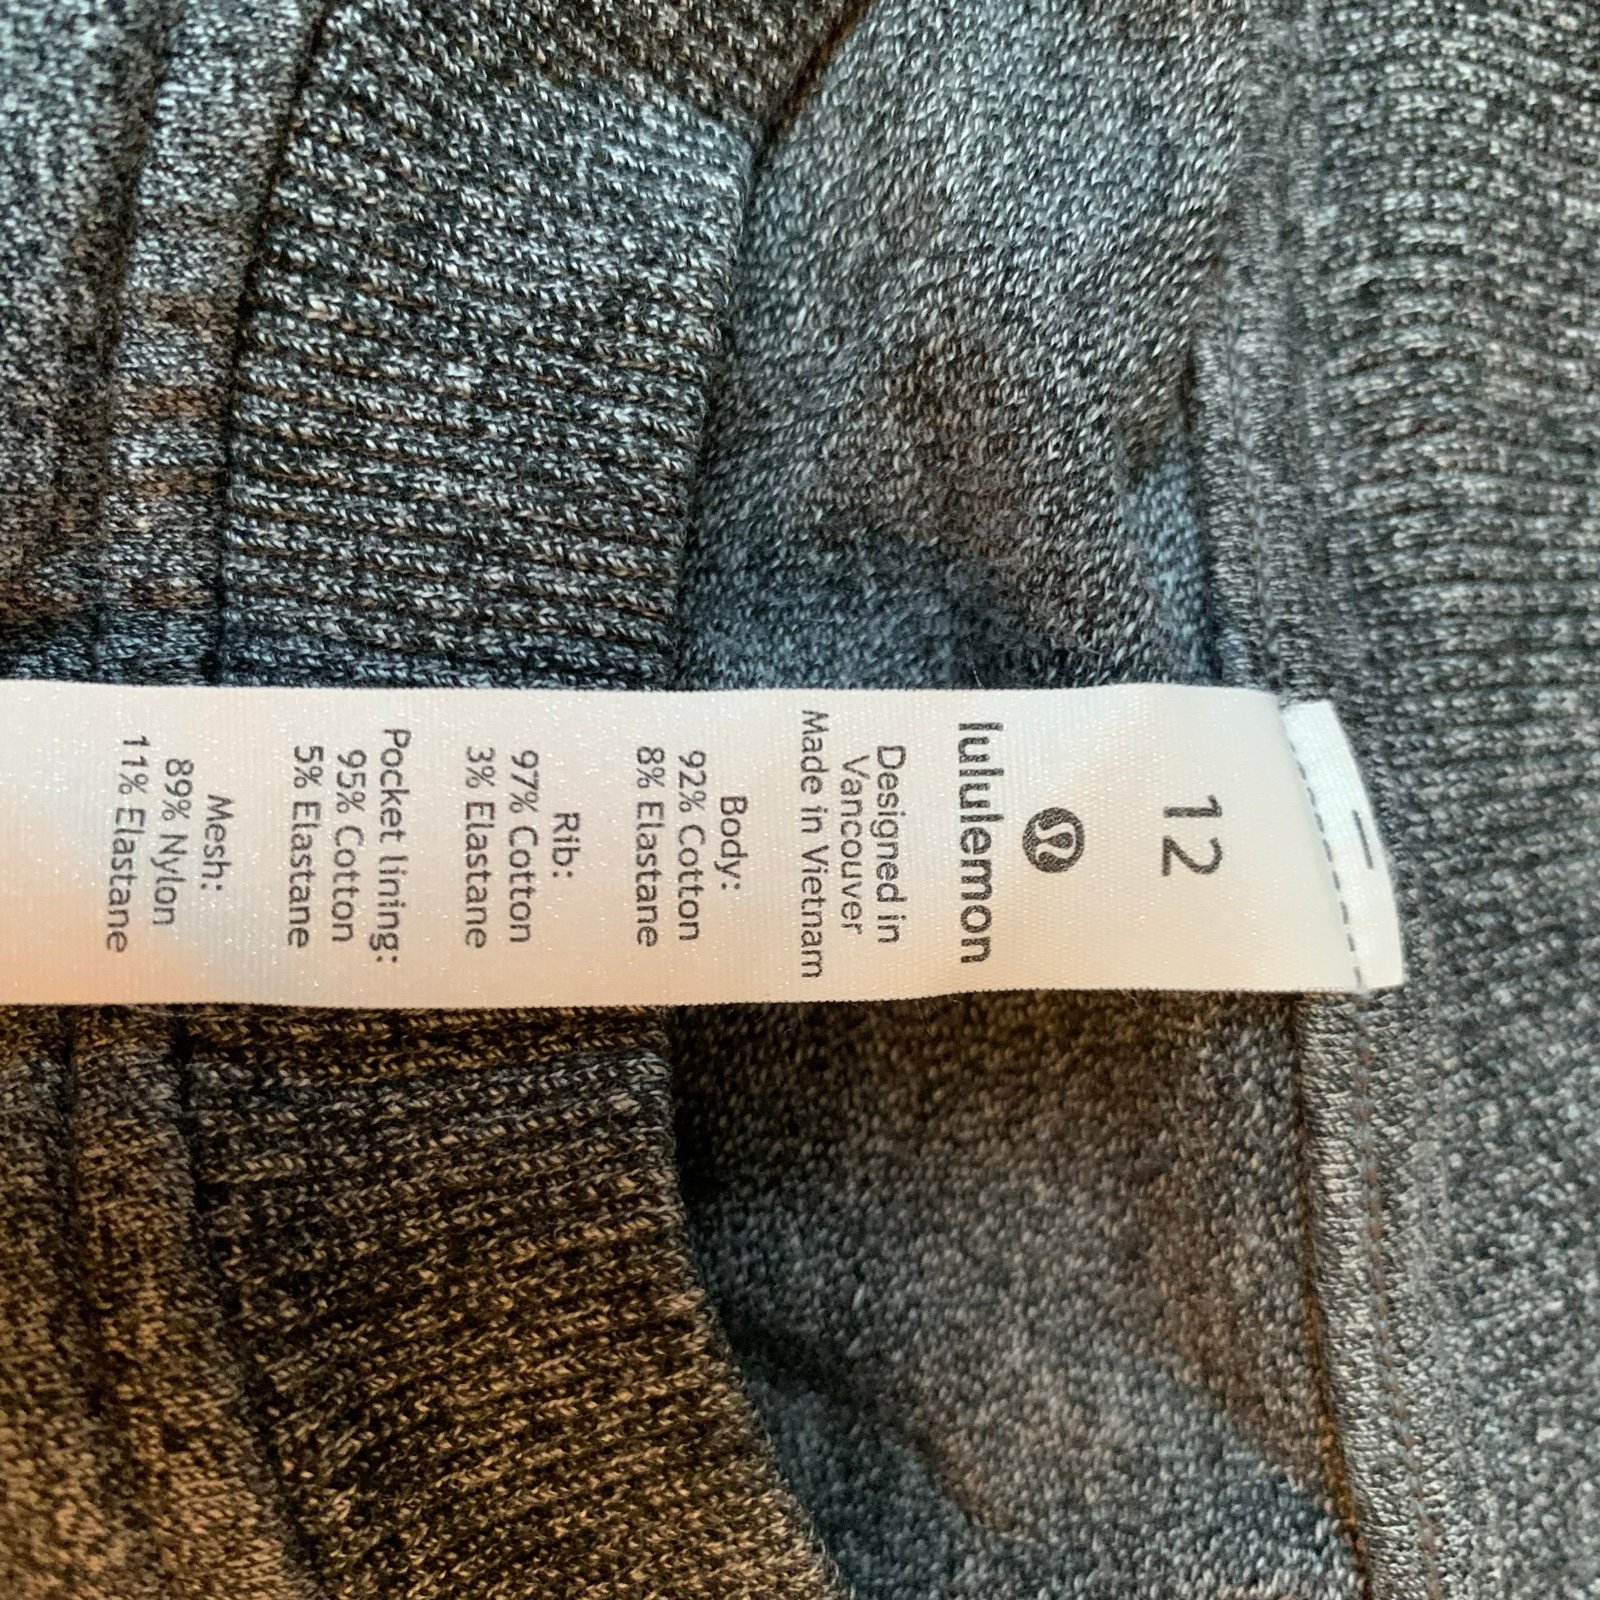 12
lululemon
Designed in
Vancouver
Made in Vietnam
Body:
92% Cotton
8% Elastane
Rib:
97% Cotton
3% Elastane
Pocket lining:
95% Cotton
5% Elastane
Mesh:
89% Nylon
11% Elastane